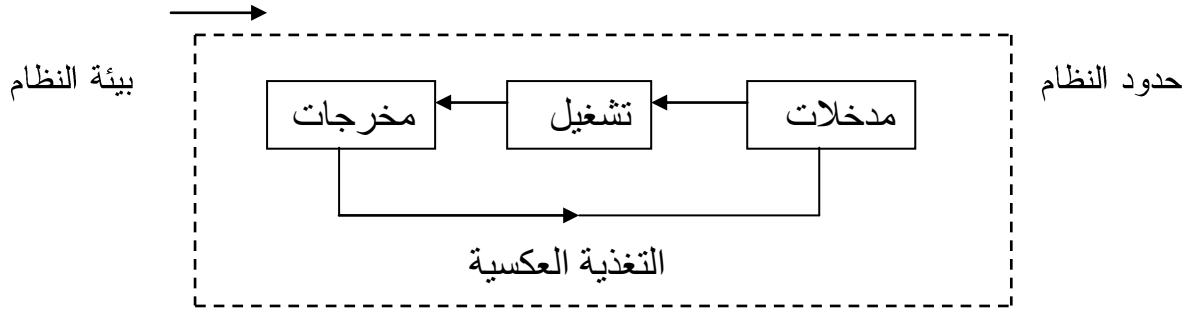 حدود النظام
بيئة النظام
مدخلات
تشغيل
مخرجات
التغذية العكسية